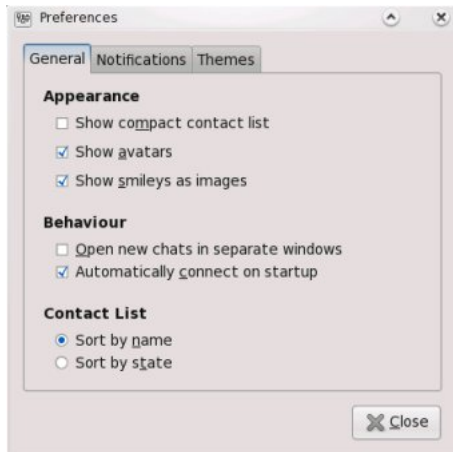 Preferences
General Notifications Themes
Appearance
Show compact contact list
Show avatars
Show smileys as images
Behaviour
Open new chats in separate windows
Automatically connect on startup
Contact List
Sort by name
Sort by state
Close